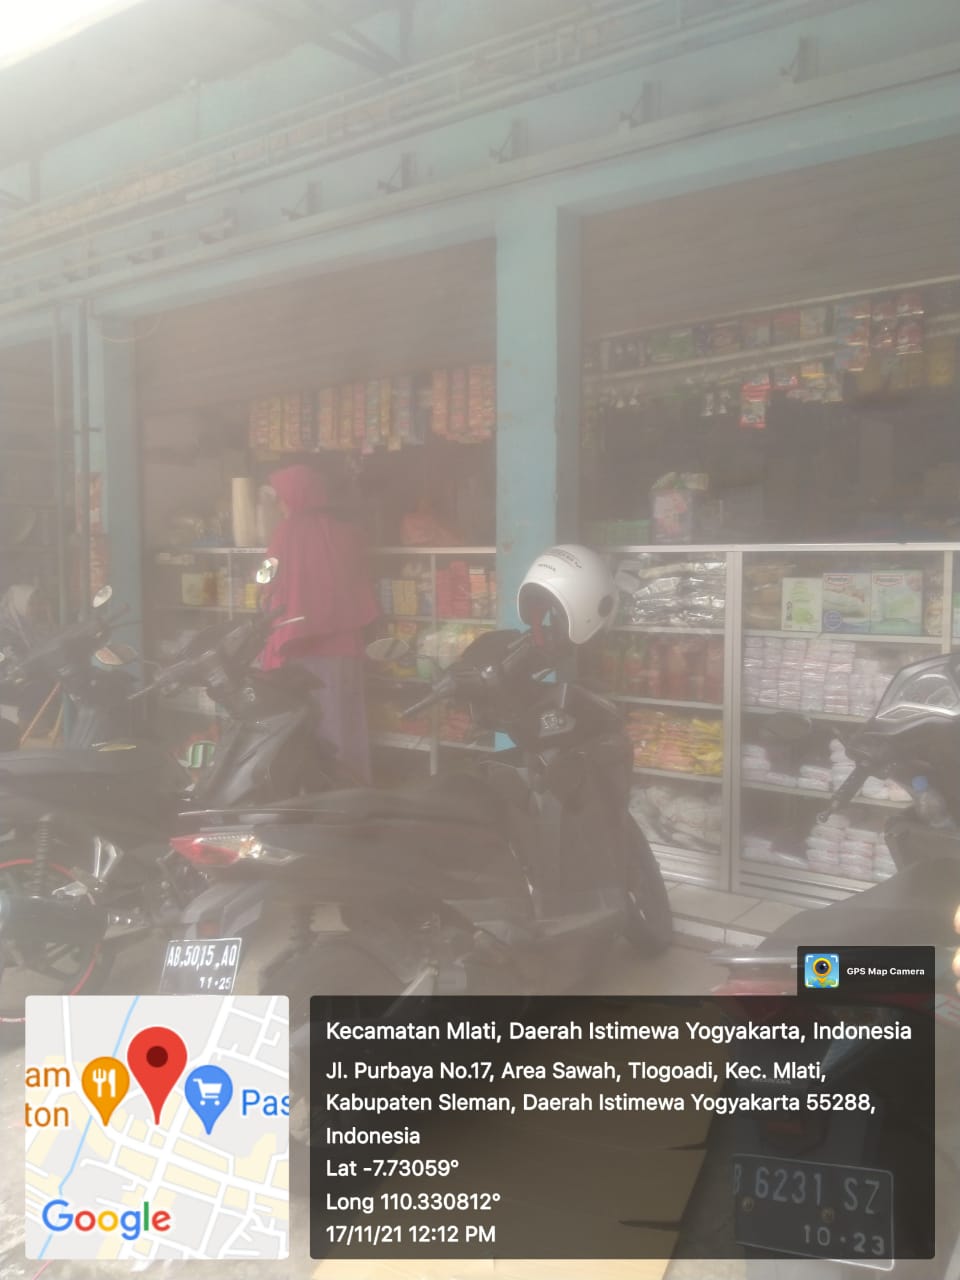 HONDA
AB 5015 AQ
11·25
GPS Map Camera
am
ton
Pas
Google
Kecamatan Mlati, Daerah Istimewa Yogyakarta, Indonesia
Jl. Purbaya No.17, Area Sawah, Tlogoadi, Kec. Mlati,
Kabupaten Sleman, Daerah Istimewa Yogyakarta 55288,
Indonesia
Lat -7.73059°
Long 110.330812°
17/11/21 12:12 PM
B 6231 SZ
10·23